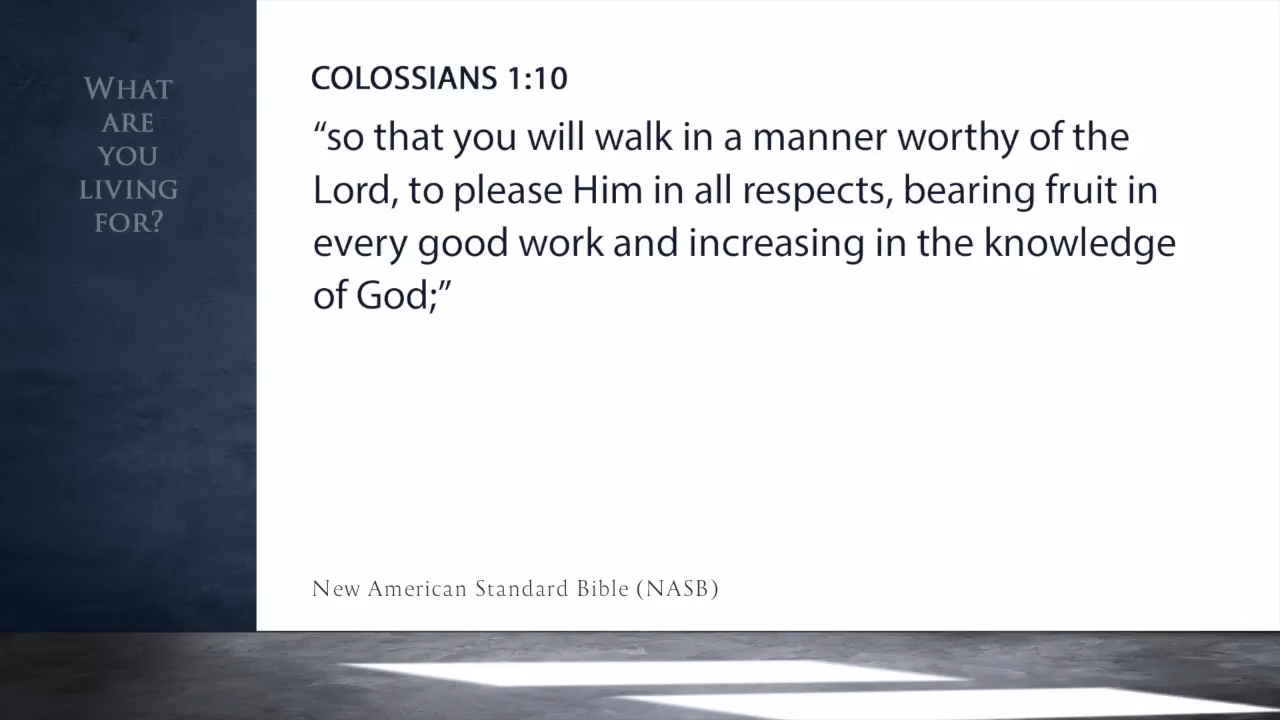 WHAT
ARE
YOU
LIVING
FOR?
COLOSSIANS 1:10
“so that you will walk in a manner worthy of the
Lord, to please Him in all respects, bearing fruit in
every good work and increasing in the knowledge
of God;”
New American Standard Bible (NASB)